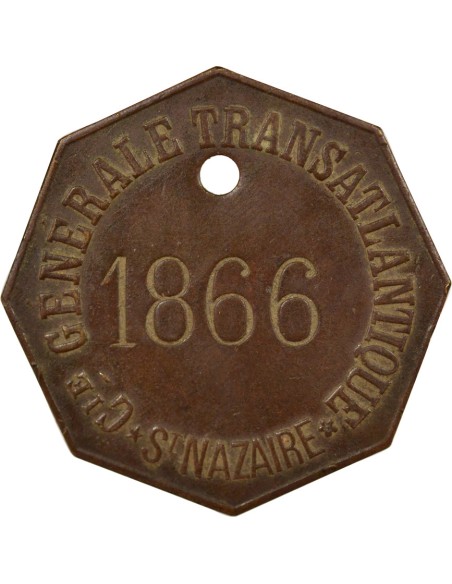 Cᴵᴱ GÉNÉRALE TRANSATLANTIQUE
1866
* Sᵀ NAZAIRE *